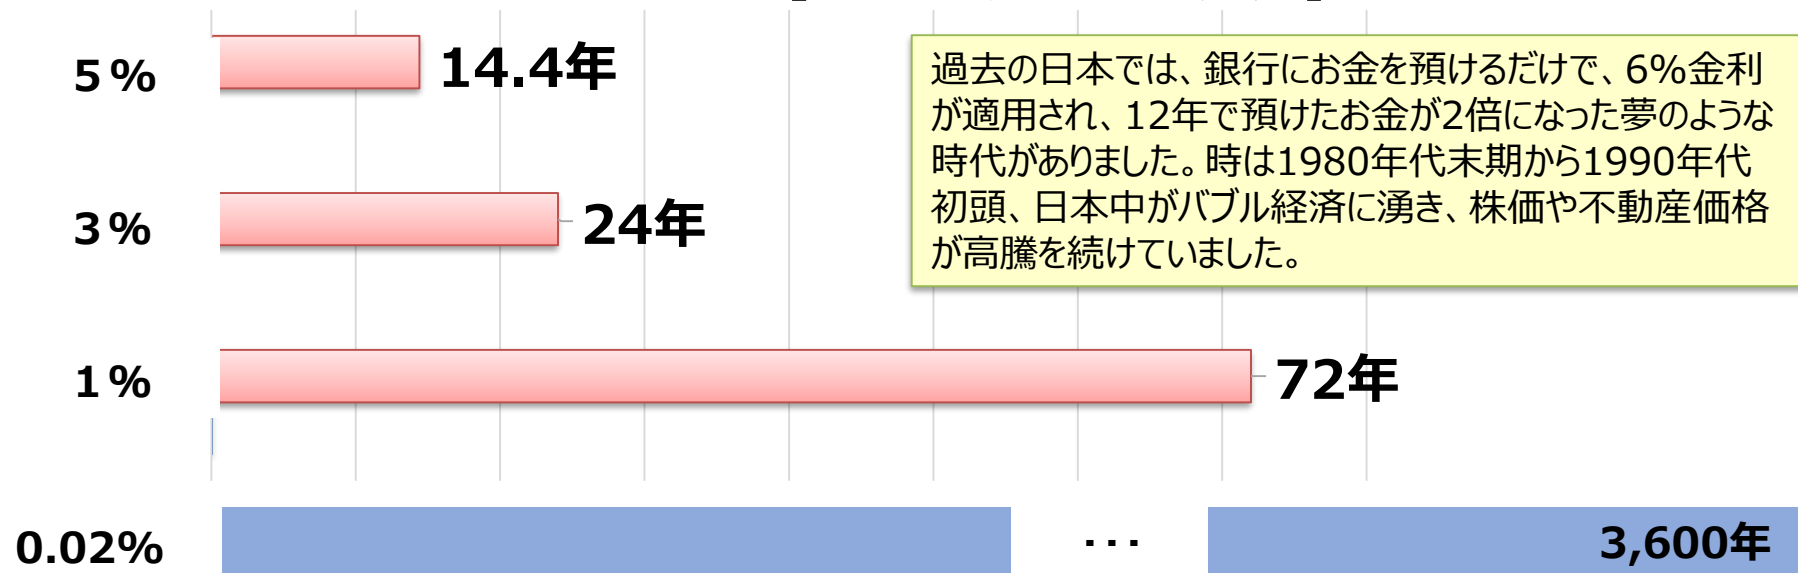 5%
14.4年
過去の日本では、銀行にお金を預けるだけで、6%金利
が適用され、12年で預けたお金が2倍になった夢のような
時代がありました。時は1980年代末期から1990年代
初頭、日本中がバブル経済に湧き、株価や不動産価格
が高騰を続けていました。
3%
24年
1%
72年
0.02%
・・・
3,600年